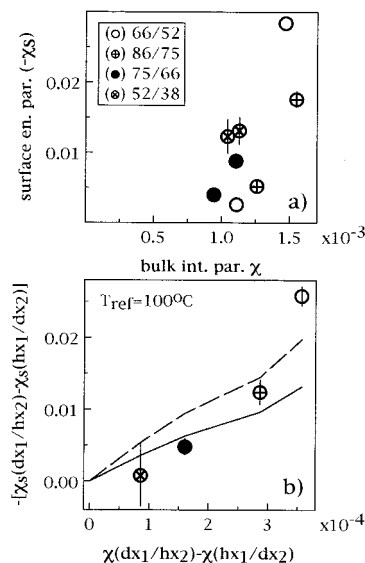 a)
surface en. par. (-χs)
0.02
0.01
○ 66/52
⊕ 86/75
● 75/66
⊗ 52/38
0.5
1.0
1.5
x10⁻³
bulk int. par. χ
b)
-[χs(dx1/hx2)-χs(hx1/dx2)]
Tref=100°C
0.02
0.01
0.00
0
1
2
3
x10⁻⁴
χ(dx1/hx2)-χ(hx1/dx2)